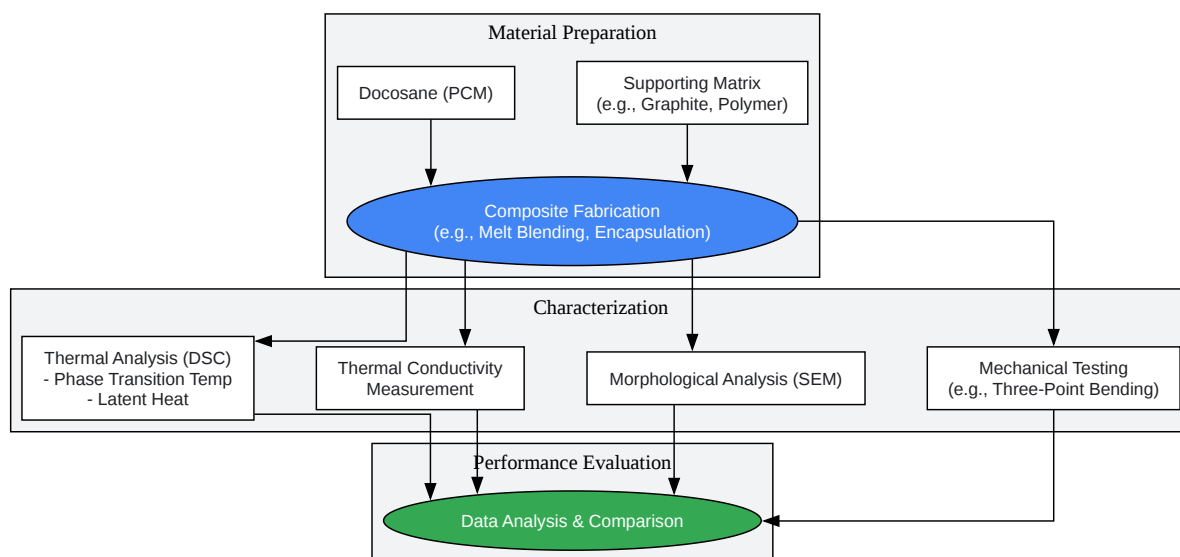 Material Preparation
Docosane (PCM)
Supporting Matrix
(e.g., Graphite, Polymer)
Composite Fabrication
(e.g., Melt Blending, Encapsulation)
Characterization
Thermal Analysis (DSC)
- Phase Transition Temp
- Latent Heat
Thermal Conductivity
Measurement
Morphological Analysis (SEM)
Mechanical Testing
(e.g., Three-Point Bending)
Performance Evaluation
Data Analysis & Comparison